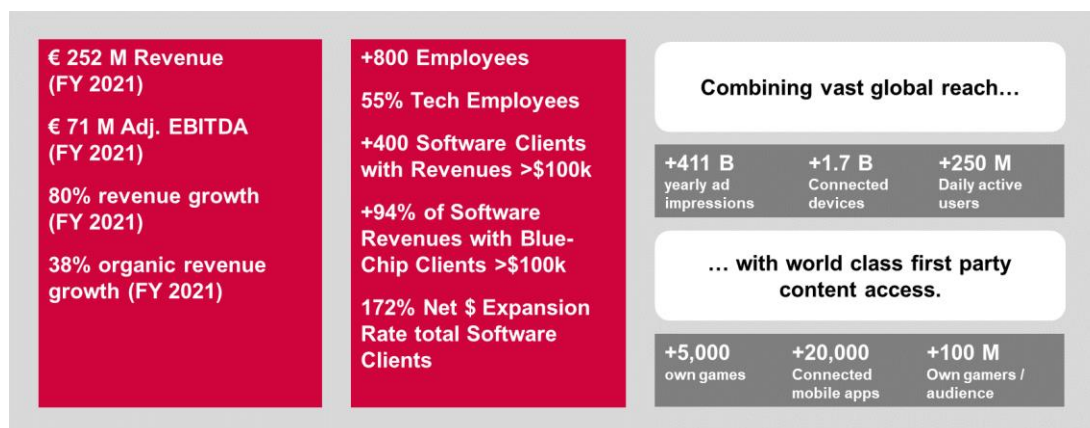 € 252 M Revenue
(FY 2021)
€ 71 M Adj. EBITDA
(FY 2021)
80% revenue growth
(FY 2021)
38% organic revenue
growth (FY 2021)
+800 Employees
55% Tech Employees
+400 Software Clients
with Revenues >$100k
+94% of Software
Revenues with Blue-
Chip Clients >$100k
172% Net $ Expansion
Rate total Software
Clients
Combining vast global reach…
+411 B
yearly ad
impressions
+1.7 B
Connected
devices
+250 M
Daily active
users
… with world class first party
content access.
+5,000
own games
+20,000
Connected
mobile apps
+100 M
Own gamers /
audience